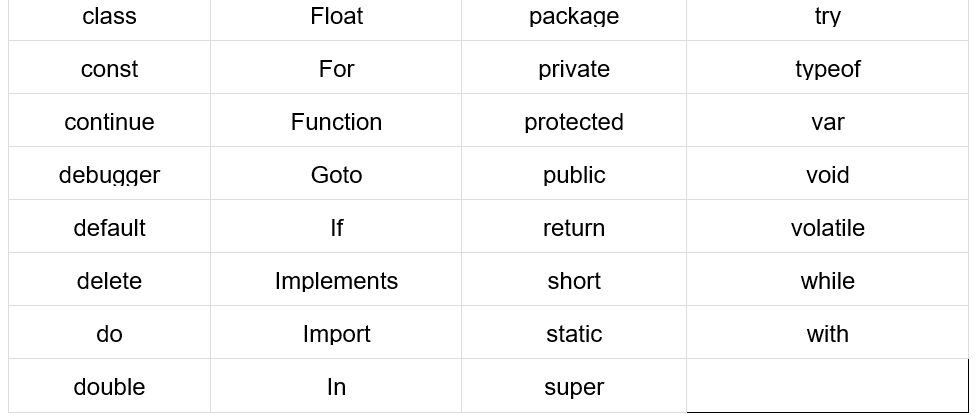 class Float package try
const For private typeof
continue Function protected var
debugger Goto public void
default If return volatile
delete Implements short while
do Import static with
double In super